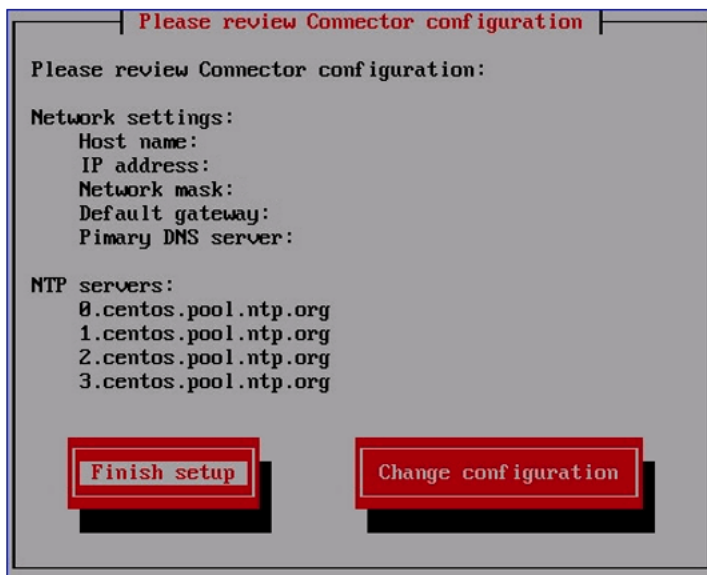 Please review Connector configuration
Please review Connector configuration:
Network settings:
Host name:
IP address:
Network mask:
Default gateway:
Pimary DNS server:
NTP servers:
0.centos.pool.ntp.org
1.centos.pool.ntp.org
2.centos.pool.ntp.org
3.centos.pool.ntp.org
Finish setup Change configuration